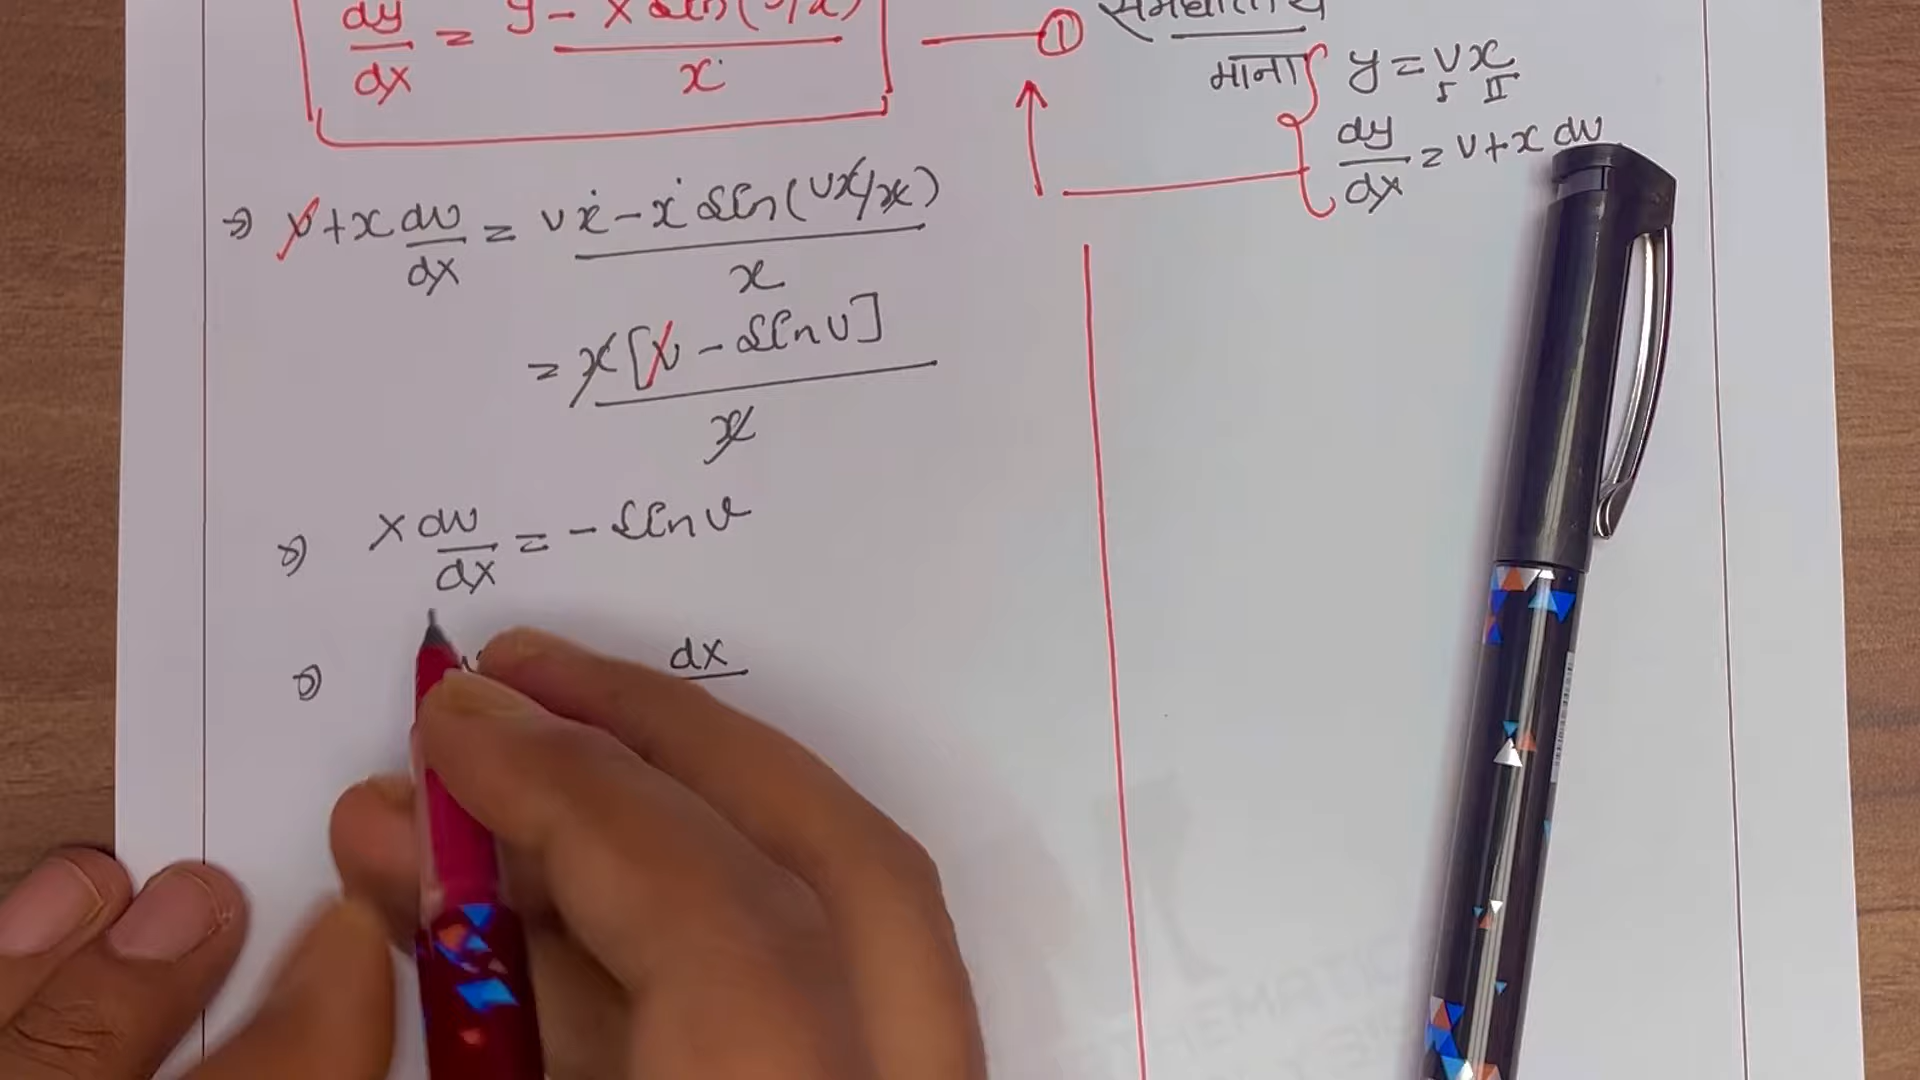 dy/dx = y - x sin(y/x) / x ①
समघातीय
माना y = vx
I II
dy/dx = v + x dv
⇒ v + x dv/dx = vx - x sin(vx/x) / x
= x[v - sin v] / x
⇒ x dv/dx = - sin v
⇒ dx